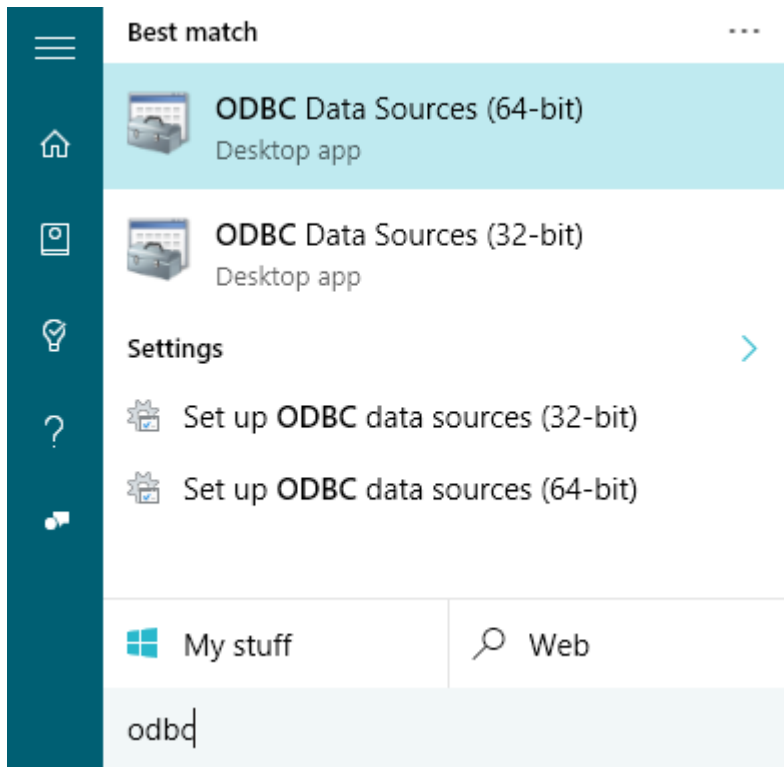 Best match
...
ODBC Data Sources (64-bit)
Desktop app
ODBC Data Sources (32-bit)
Desktop app
Settings
Set up ODBC data sources (32-bit)
Set up ODBC data sources (64-bit)
My stuff
Web
odbc